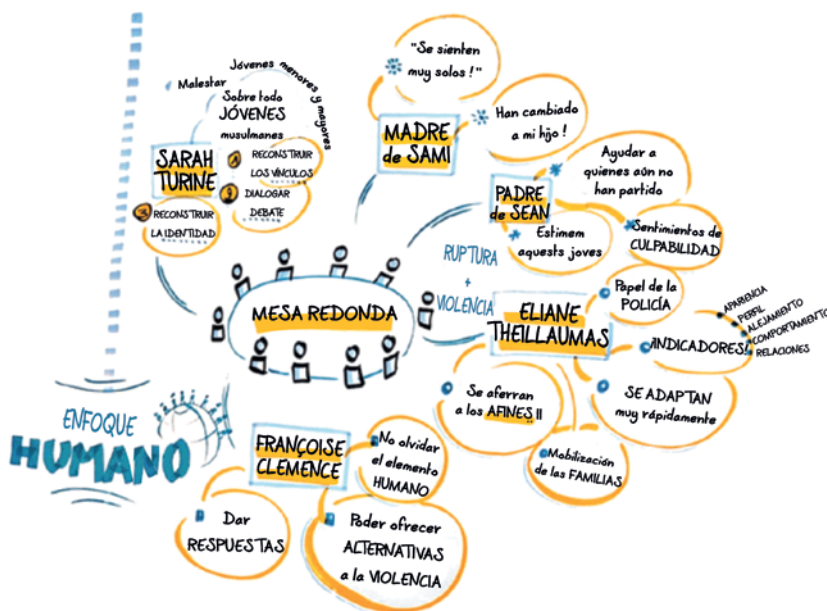 Jóvenes menores y mayores
Malestar
Sobre todo
JÓVENES
musulmanes
SARAH
TURINE
1 RECONSTRUIR
LOS VÍNCULOS
2 DIALOGAR
DEBATE
3 RECONSTRUIR
LA IDENTIDAD
"Se sienten
muy solos !"
MADRE
de SAMI
Han cambiado
a mi hijo !
PADRE
de SEAN
Ayudar a
quienes aún no
han partido
Sentimientos de
CULPABILIDAD
Estimem
aquests joves
RUPTURA
+
VIOLENCIA
MESA REDONDA
ELIANE
THEILLAUMAS
Papel de la
POLICÍA
¡INDICADORES!
APARIENCIA
PERFIL
ALEJAMIENTO
COMPORTAMIENTO
RELACIONES
SE ADAPTAN
muy rápidamente
Mobilización
de las FAMILIAS
Se aferran
a los AFINES !!
ENFOQUE
HUMANO
FRANÇOISE
CLEMENCE
No olvidar
el elemento
HUMANO
Dar
RESPUESTAS
Poder ofrecer
ALTERNATIVAS
a la VIOLENCIA